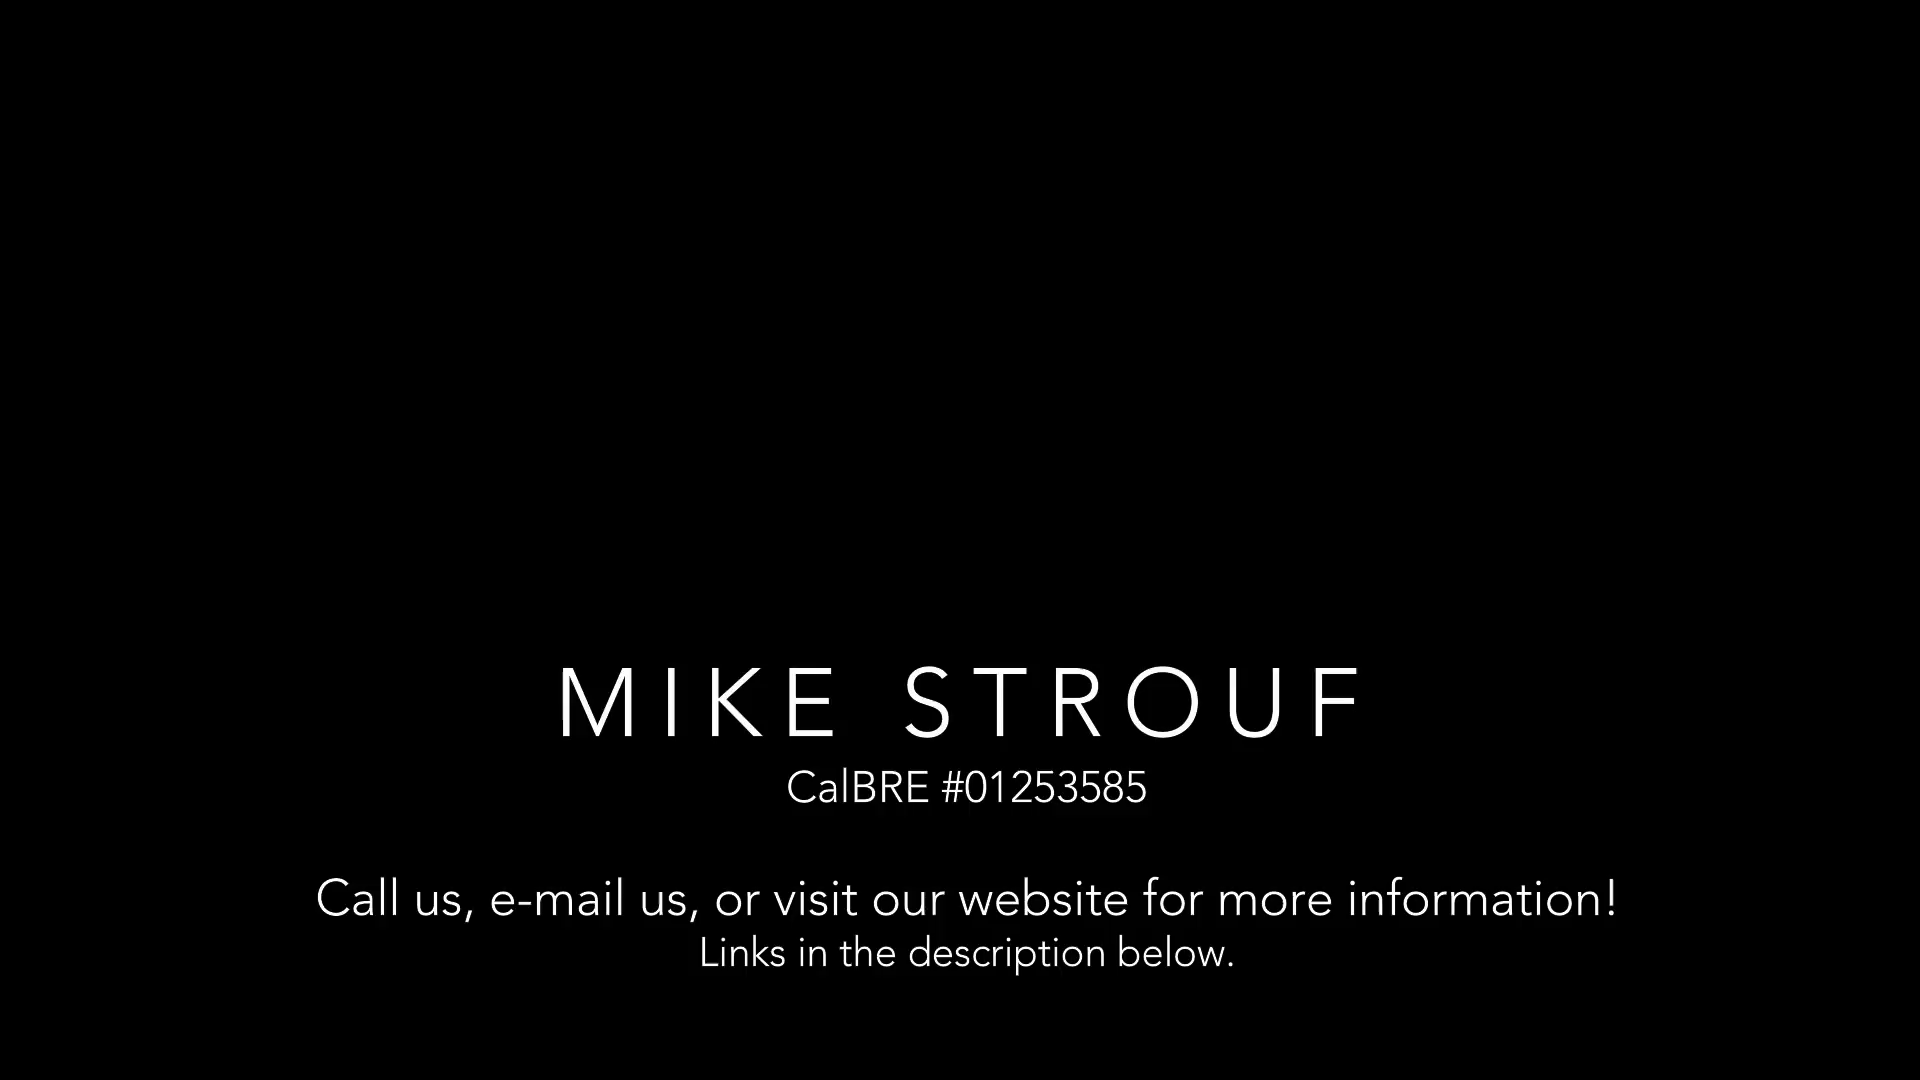 MIKE STROUF
CalBRE #01253585
Call us, e-mail us, or visit our website for more information!
Links in the description below.